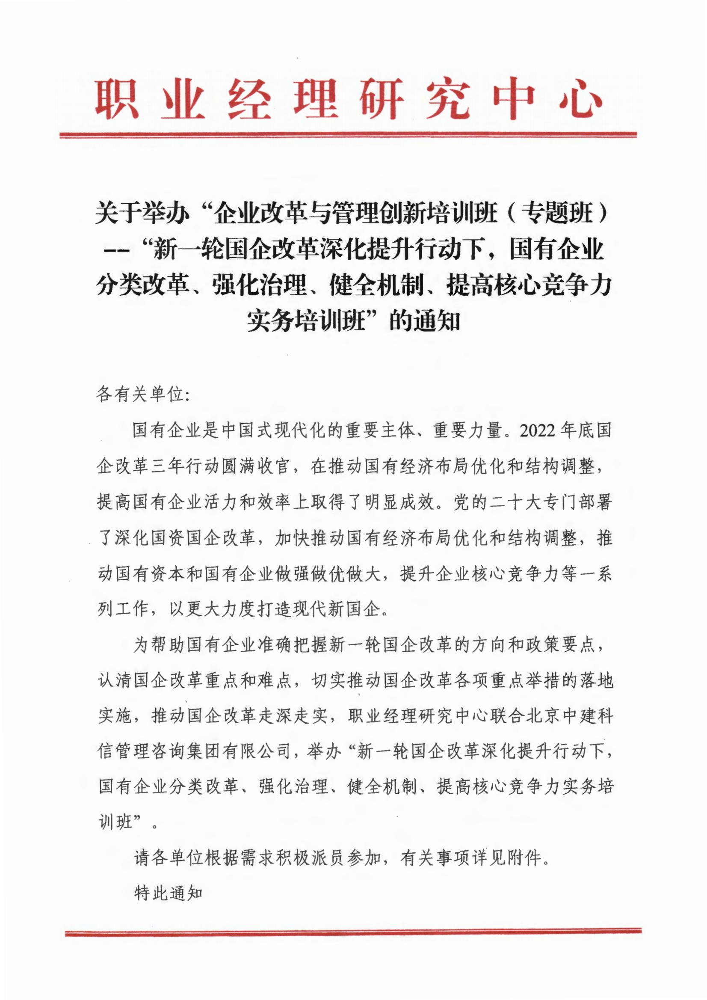 职业经理研究中心
关于举办“企业改革与管理创新培训班（专题班）
--“新一轮国企改革深化提升行动下，国有企业
分类改革、强化治理、健全机制、提高核心竞争力
实务培训班”的通知
各有关单位：
国有企业是中国式现代化的重要主体、重要力量。2022 年底国
企改革三年行动圆满收官，在推动国有经济布局优化和结构调整，
提高国有企业活力和效率上取得了明显成效。党的二十大专门部署
了深化国资国企改革，加快推动国有经济布局优化和结构调整，推
动国有资本和国有企业做强做优做大，提升企业核心竞争力等一系
列工作，以更大力度打造现代新国企。
为帮助国有企业准确把握新一轮国企改革的方向和政策要点，
认清国企改革重点和难点，切实推动国企改革各项重点举措的落地
实施，推动国企改革走深走实，职业经理研究中心联合北京中建科
信管理咨询集团有限公司，举办“新一轮国企改革深化提升行动下，
国有企业分类改革、强化治理、健全机制、提高核心竞争力实务培
训班”。
请各单位根据需求积极派员参加，有关事项详见附件。
特此通知